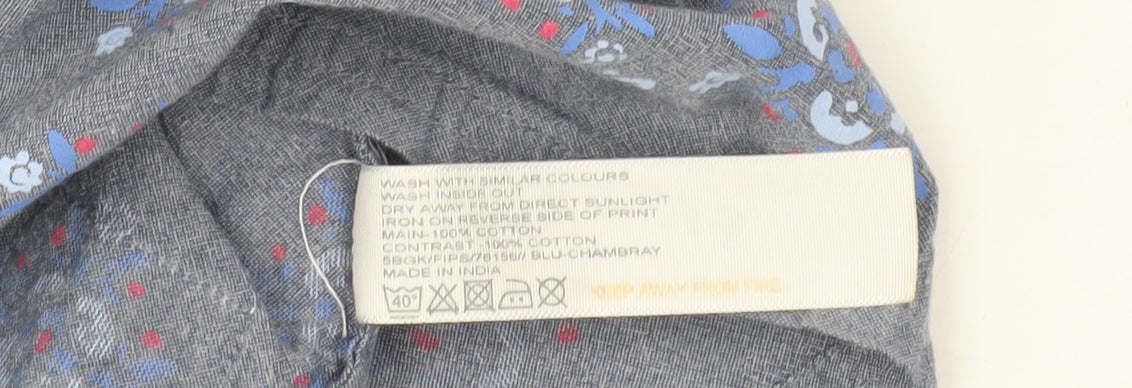 WASH WITH SIMILAR COLOURS
WASH INSIDE OUT
DRY AWAY FROM DIRECT SUNLIGHT
IRON ON REVERSE SIDE OF PRINT
MAIN-100% COTTON
CONTRAST -100% COTTON
5BGK/FIPS/76156// BLU-CHAMBRAY
MADE IN INDIA
40° KEEP AWAY FROM FIRE